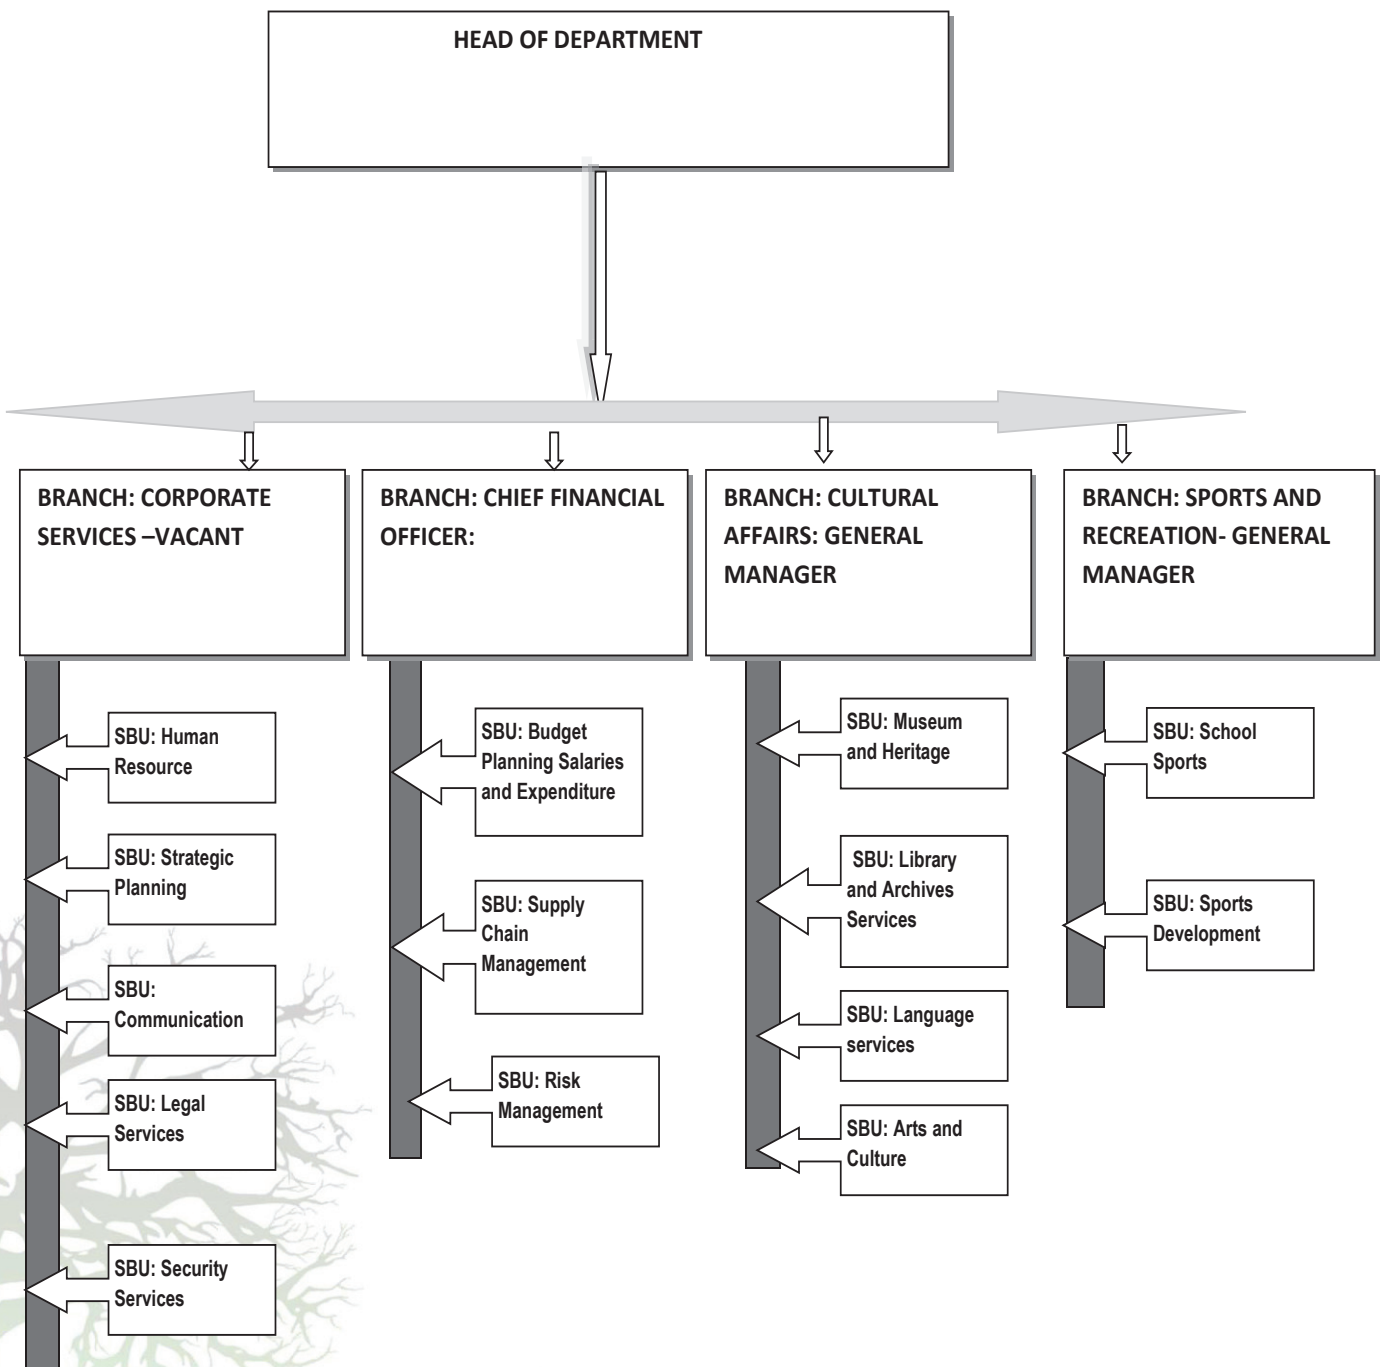 HEAD OF DEPARTMENT
BRANCH: CORPORATE
SERVICES –VACANT
SBU: Human
Resource
SBU: Strategic
Planning
SBU:
Communication
SBU: Legal
Services
SBU: Security
Services
BRANCH: CHIEF FINANCIAL
OFFICER:
SBU: Budget
Planning Salaries
and Expenditure
SBU: Supply
Chain
Management
SBU: Risk
Management
BRANCH: CULTURAL
AFFAIRS: GENERAL
MANAGER
SBU: Museum
and Heritage
SBU: Library
and Archives
Services
SBU: Language
services
SBU: Arts and
Culture
BRANCH: SPORTS AND
RECREATION- GENERAL
MANAGER
SBU: School
Sports
SBU: Sports
Development